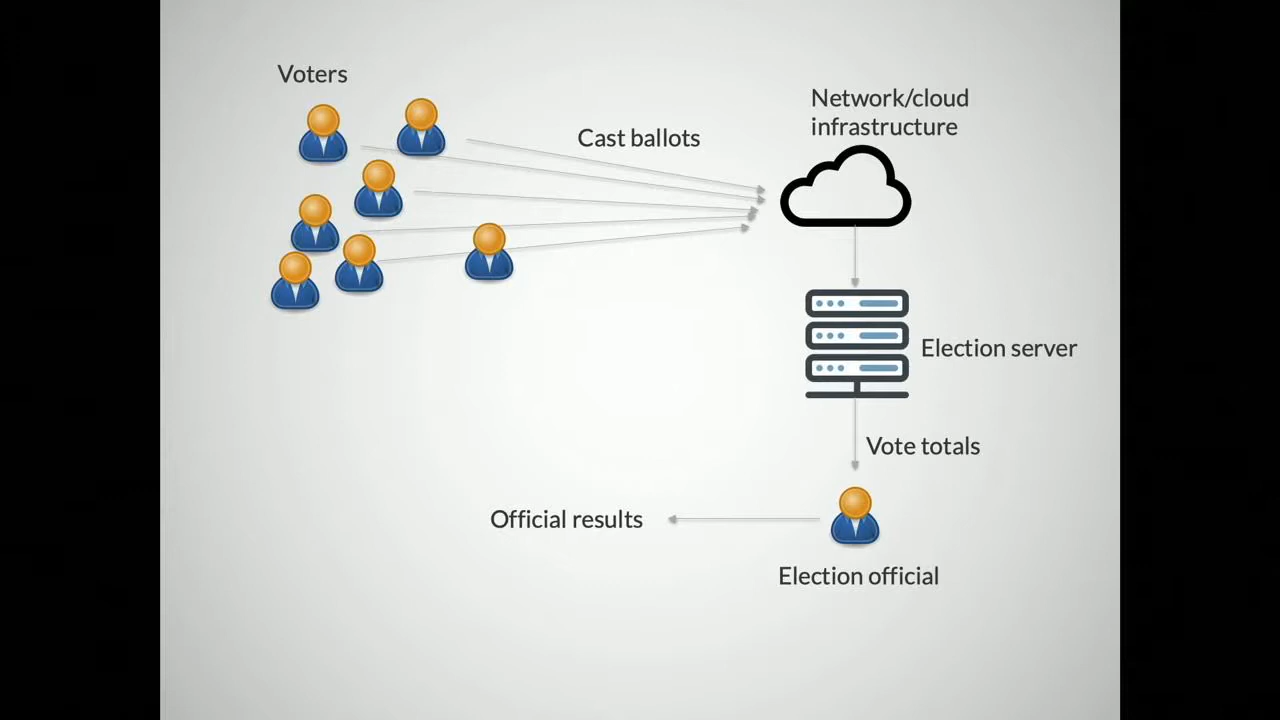 Voters
Network/cloud
infrastructure
Cast ballots
Election server
Vote totals
Official results
Election official